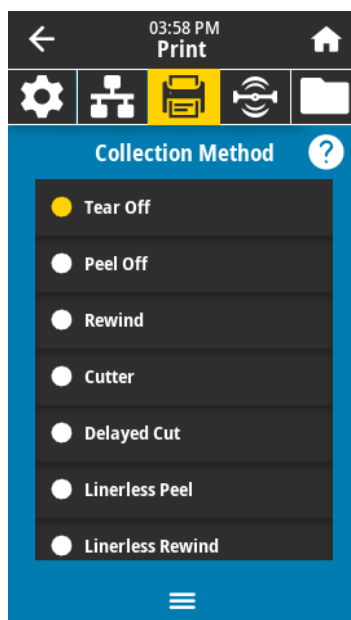 03:58 PM
Print
Collection Method
?
Tear Off
Peel Off
Rewind
Cutter
Delayed Cut
Linerless Peel
Linerless Rewind